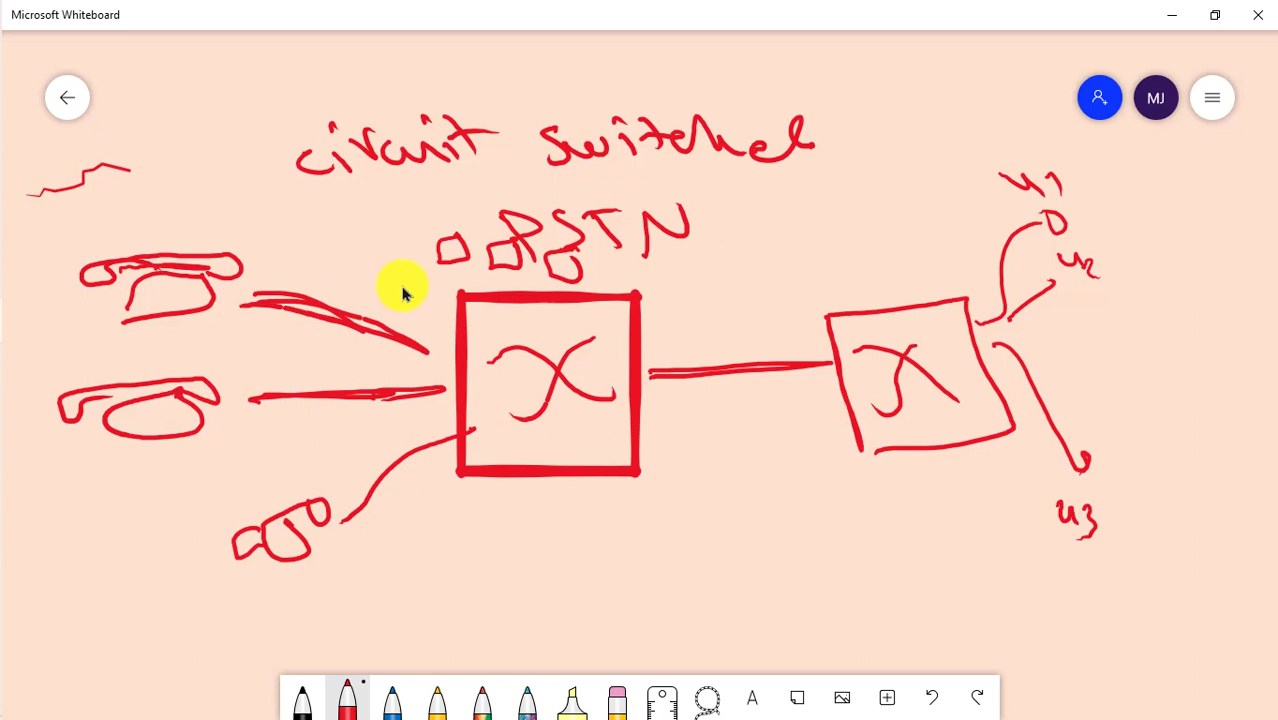 Microsoft Whiteboard
MJ
circuit switched
PSTN
u1
u2
u3
A